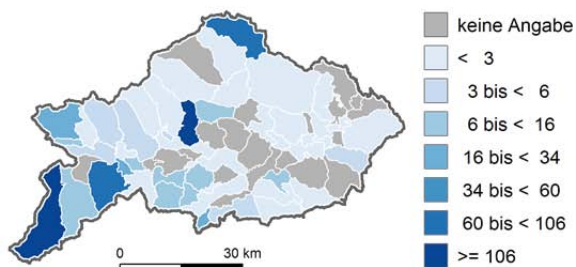 keine Angabe
< 3
3 bis < 6
6 bis < 16
16 bis < 34
34 bis < 60
60 bis < 106
>= 106
0 30 km